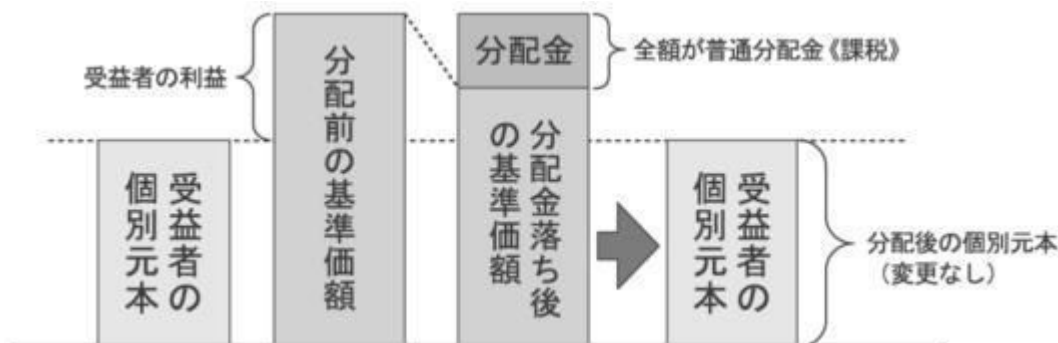 受益者の利益
受益者の
個別元本
分配前の基準価額
分配金
全額が普通分配金《課税》
分配金落ち後
の基準価額
受益者の
個別元本
分配後の個別元本
（変更なし）